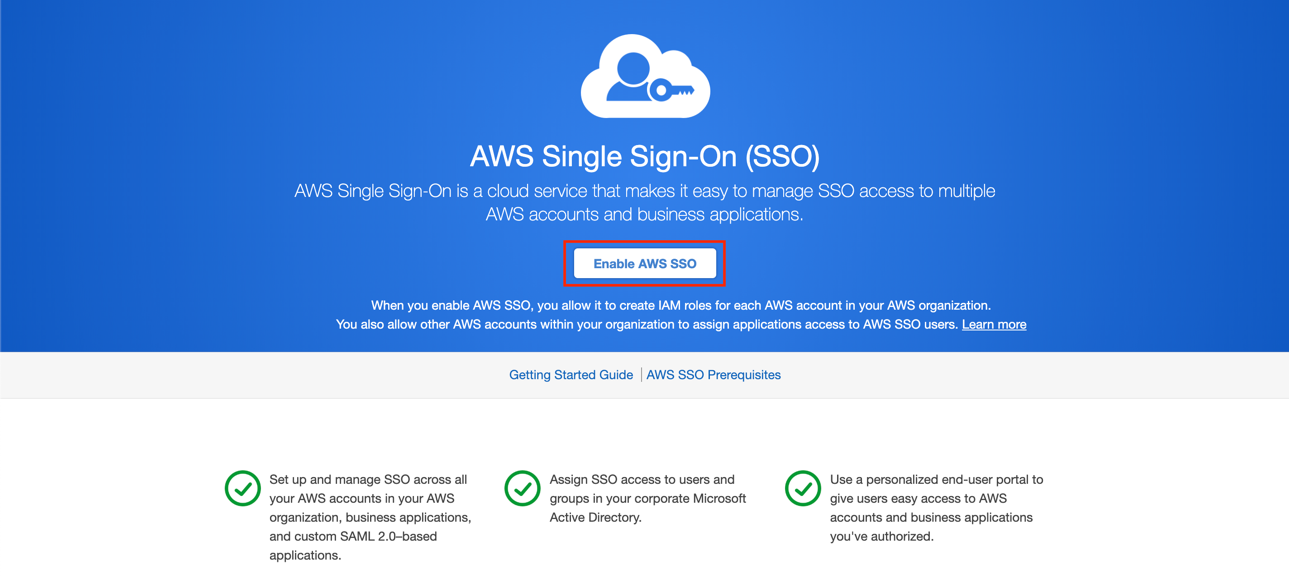 AWS Single Sign-On (SSO)
AWS Single Sign-On is a cloud service that makes it easy to manage SSO access to multiple
AWS accounts and business applications.
Enable AWS SSO
When you enable AWS SSO, you allow it to create IAM roles for each AWS account in your AWS organization.
You also allow other AWS accounts within your organization to assign applications access to AWS SSO users. Learn more
Getting Started Guide | AWS SSO Prerequisites
Set up and manage SSO across all
your AWS accounts in your AWS
organization, business applications,
and custom SAML 2.0–based
applications.
Assign SSO access to users and
groups in your corporate Microsoft
Active Directory.
Use a personalized end-user portal to
give users easy access to AWS
accounts and business applications
you've authorized.